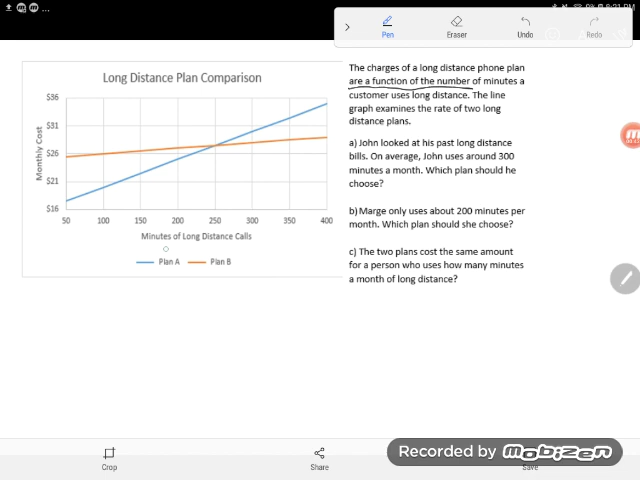 Pen
Eraser
Undo
Redo
Long Distance Plan Comparison
$36
$31
$26
$21
$16
Monthly Cost
50 100 150 200 250 300 350 400
Minutes of Long Distance Calls
Plan A Plan B
The charges of a long distance phone plan
are a function of the number of minutes a
customer uses long distance. The line
graph examines the rate of two long
distance plans.
a) John looked at his past long distance
bills. On average, John uses around 300
minutes a month. Which plan should he
choose?
b) Marge only uses about 200 minutes per
month. Which plan should she choose?
c) The two plans cost the same amount
for a person who uses how many minutes
a month of long distance?
Crop
Share
Save
Recorded by mobizen